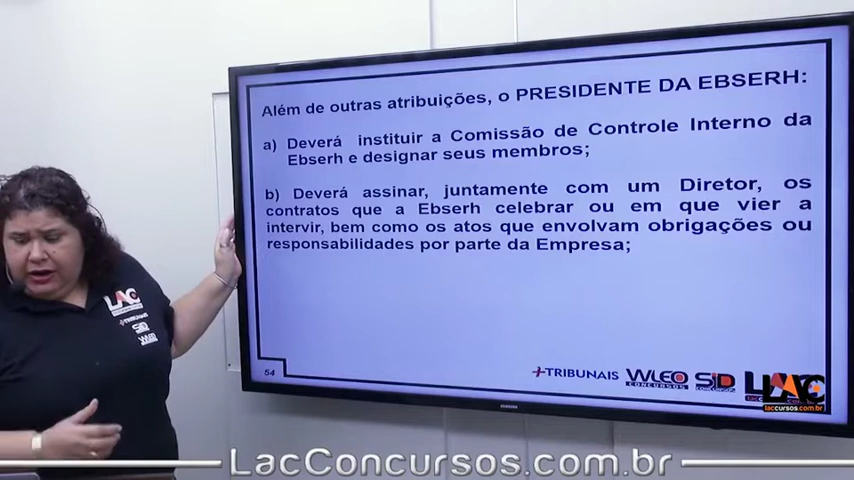 Além de outras atribuições, o PRESIDENTE DA EBSERH:
a) Deverá instituir a Comissão de Controle Interno da
Ebserh e designar seus membros;
b) Deverá assinar, juntamente com um Diretor, os
contratos que a Ebserh celebrar ou em que vier a
intervir, bem como os atos que envolvam obrigações ou
responsabilidades por parte da Empresa;
54
+TRIBUNAIS WLEO CONCURSOS SID CONCURSOS LAC
lacconcursos.com.br
SAMSUNG
LAC
+TRIBUNAIS
SID
WLEO
LacConcursos.com.br